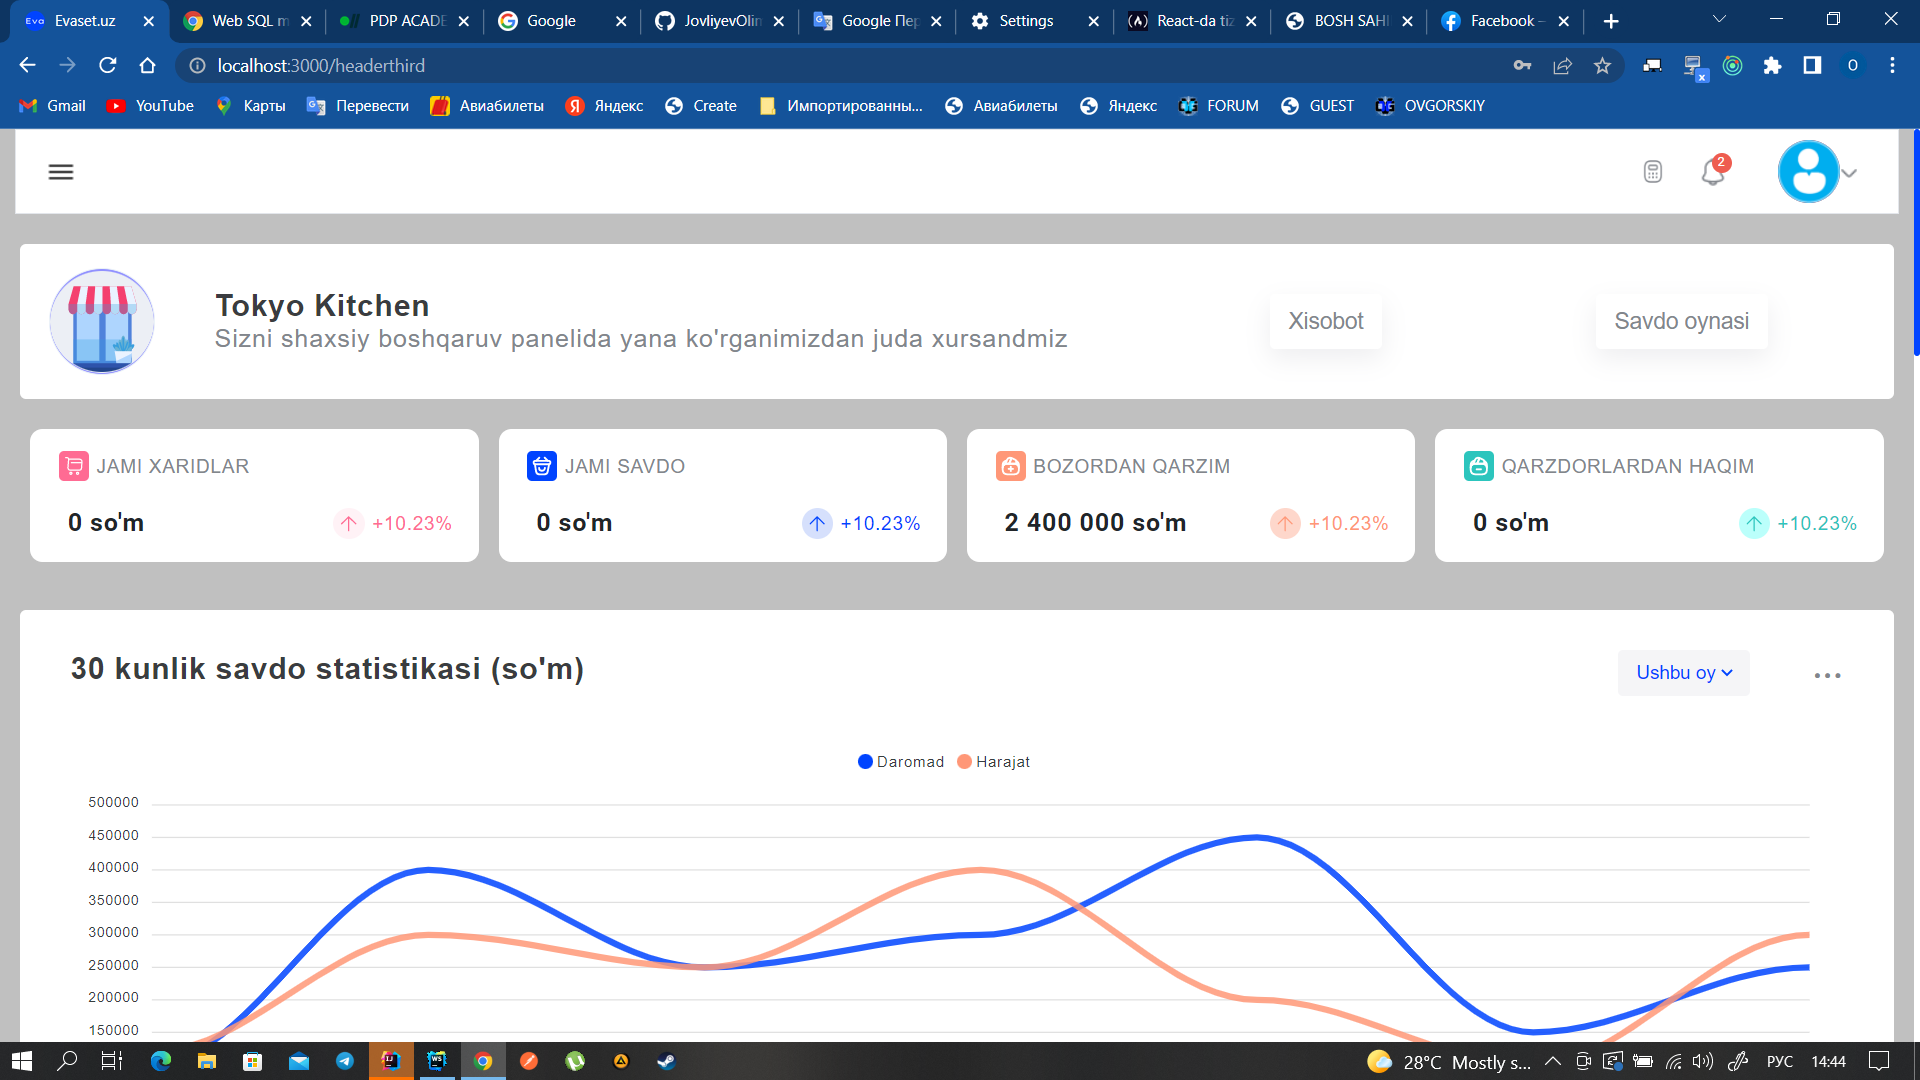 Evo Evaset.uz
Web SQL m
PDP ACADE
Google
JovliyevOlim
Google Пер
Settings
React-da tiz
BOSH SAHI
Facebook -
localhost:3000/headerthird
O
Gmail
YouTube
Карты
Перевести
Авиабилеты
Яндекс
Create
Импортированны...
Авиабилеты
Яндекс
FORUM
GUEST
OVGORSKIY
2
Tokyo Kitchen
Sizni shaxsiy boshqaruv panelida yana ko'rganimizdan juda xursandmiz
Xisobot
Savdo oynasi
JAMI XARIDLAR
0 so'm
+10.23%
JAMI SAVDO
0 so'm
+10.23%
BOZORDAN QARZIM
2 400 000 so'm
+10.23%
QARZDORLARDAN HAQIM
0 so'm
+10.23%
30 kunlik savdo statistikasi (so'm)
Ushbu oy
Daromad
Harajat
500000
450000
400000
350000
300000
250000
200000
150000
28°C Mostly s...
РУС
14:44